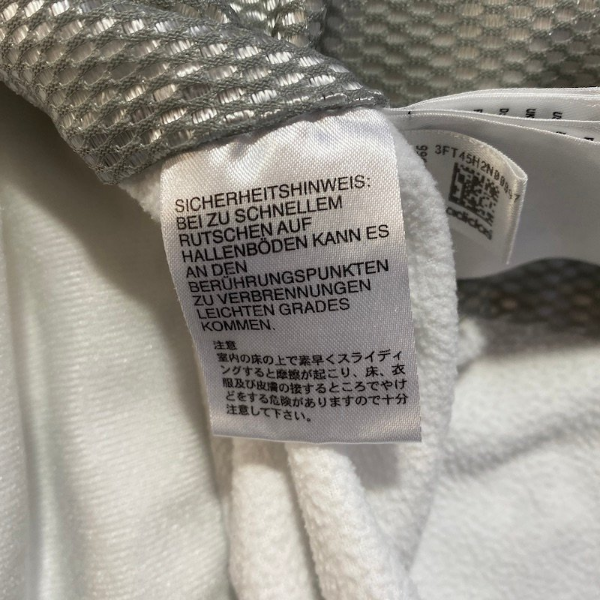 SICHERHEITSHINWEIS:
BEI ZU SCHNELLEM
RUTSCHEN AUF
HALLENBÖDEN KANN ES
AN DEN
BERÜHRUNGSPUNKTEN
ZU VERBRENNUNGEN
LEICHTEN GRADES
KOMMEN.
注意
室内の床の上で素早くスライディ
ングすると摩擦が起こり、床、衣
服及び皮膚の接するところでやけ
どをする危険がありますので十分
注意して下さい。
adidas